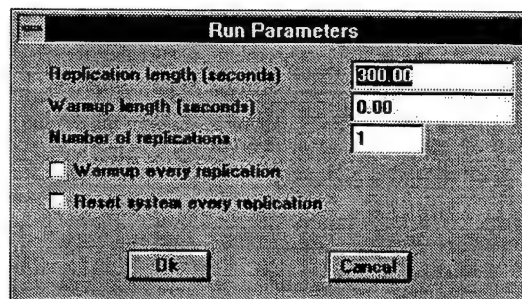 Run Parameters
Replication length (seconds) 300.00
Warmup length (seconds) 0.00
Number of replications 1
Warmup every replication
Reset system every replication
Ok Cancel